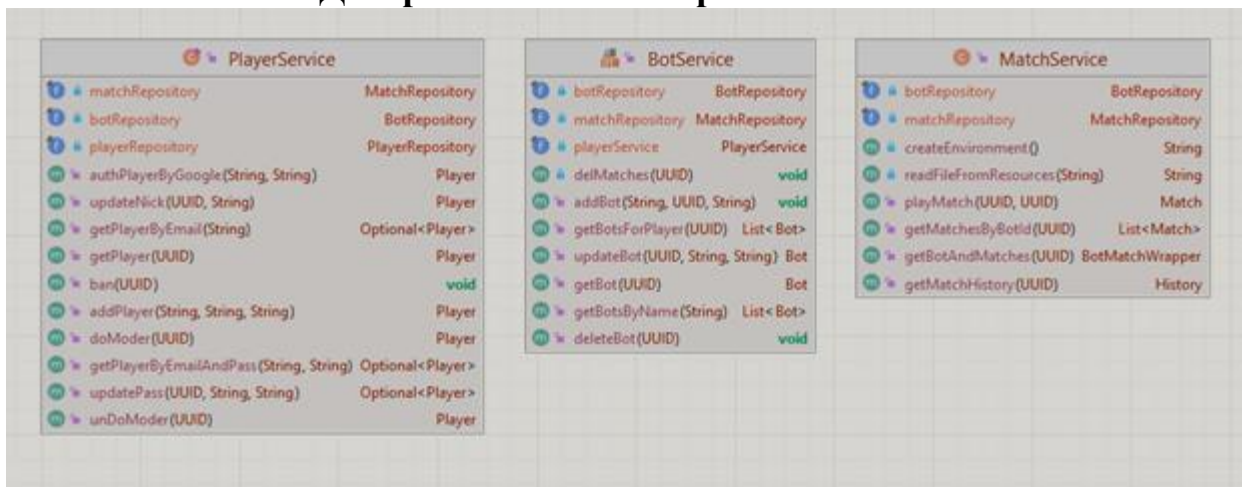 PlayerService
matchRepository MatchRepository
botRepository BotRepository
playerRepository PlayerRepository
authPlayerByGoogle(String, String) Player
updateNick(UUID, String) Player
getPlayerByEmail(String) Optional<Player>
getPlayer(UUID) Player
ban(UUID) void
addPlayer(String, String, String) Player
doModer(UUID) Player
getPlayerByEmailAndPass(String, String) Optional<Player>
updatePass(UUID, String, String) Optional<Player>
unDoModer(UUID) Player
BotService
botRepository BotRepository
matchRepository MatchRepository
playerService PlayerService
delMatches(UUID) void
addBot(String, UUID, String) void
getBotsForPlayer(UUID) List<Bot>
updateBot(UUID, String, String) Bot
getBot(UUID) Bot
getBotsByName(String) List<Bot>
deleteBot(UUID) void
MatchService
botRepository BotRepository
matchRepository MatchRepository
createEnvironment() String
readFileFromResources(String) String
playMatch(UUID, UUID) Match
getMatchesByBotId(UUID) List<Match>
getBotAndMatches(UUID) BotMatchWrapper
getMatchHistory(UUID) History